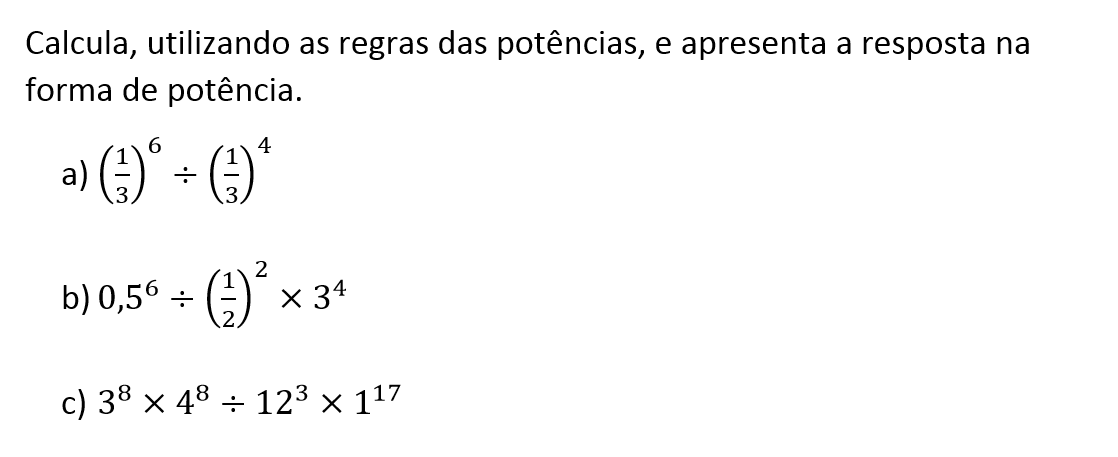 Calcula, utilizando as regras das potências, e apresenta a resposta na
forma de potência.
a) (1/3)⁶ ÷ (1/3)⁴
b) 0,5⁶ ÷ (1/2)² × 3⁴
c) 3⁸ × 4⁸ ÷ 12³ × 1¹⁷